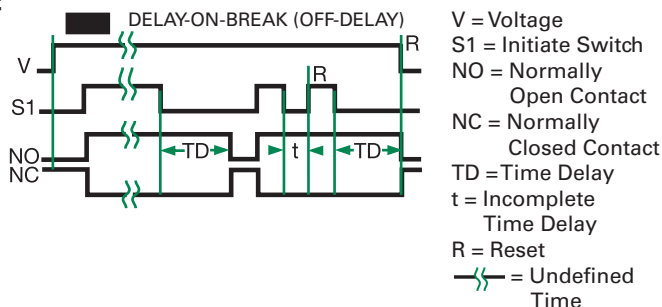 DELAY-ON-BREAK (OFF-DELAY)
V
R
S1
R
NO
NC
TD
t
TD
V = Voltage
S1 = Initiate Switch
NO = Normally
Open Contact
NC = Normally
Closed Contact
TD = Time Delay
t = Incomplete
Time Delay
R = Reset
= Undefined
Time